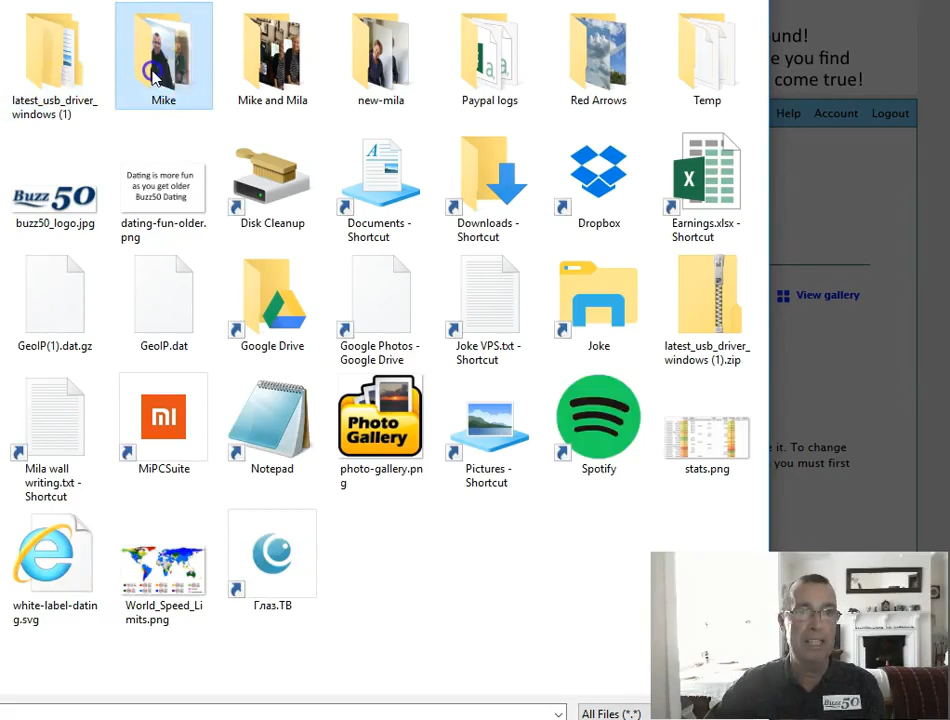 und!
e you find
come true!
Help Account Logout
View gallery
e it. To change
you must first
latest_usb_driver_
windows (1)
Mike
Mike and Mila
new-mila
Paypal logs
Red Arrows
Temp
Buzz 50
buzz50_logo.jpg
Dating is more fun
as you get older
Buzz50 Dating
dating-fun-older.
png
Disk Cleanup
A
Documents -
Shortcut
Downloads -
Shortcut
Dropbox
X
Earnings.xlsx -
Shortcut
GeoIP(1).dat.gz
GeoIP.dat
Google Drive
Google Photos -
Google Drive
Joke VPS.txt -
Shortcut
Joke
latest_usb_driver_
windows (1).zip
Mila wall
writing.txt -
Shortcut
MI
MiPCSuite
Notepad
Photo
Gallery
photo-gallery.pn
g
Pictures -
Shortcut
Spotify
stats.png
white-label-datin
g.svg
World_Speed_Li
mits.png
Глаз.ТВ
All Files (*.*)
Buzz 50